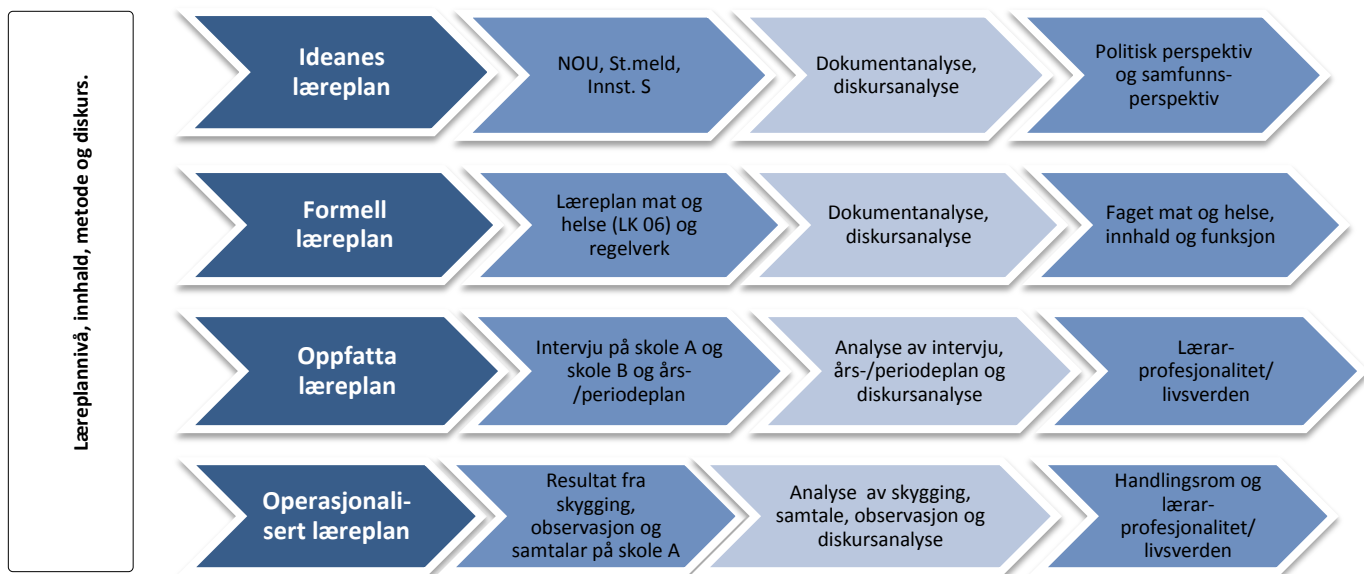 Læreplannivå, innhald, metode og diskurs.
Ideanes
læreplan
NOU, St.meld,
Innst. S
Dokumentanalyse,
diskursanalyse
Politisk perspektiv
og samfunns-
perspektiv
Formell
læreplan
Læreplan mat og
helse (LK 06) og
regelverk
Dokumentanalyse,
diskursanalyse
Faget mat og helse,
innhald og funksjon
Oppfatta
læreplan
Intervju på skole A og
skole B og års-
/periodeplan
Analyse av intervju,
års-/periodeplan og
diskursanalyse
Lærar-
profesjonalitet/
livsverden
Operasjonali-
sert læreplan
Resultat fra
skygging,
observasjon og
samtalar på skole A
Analyse av skygging,
samtale, observasjon og
diskursanalyse
Handlingsrom og
lærar-
profesjonalitet/
livsverden